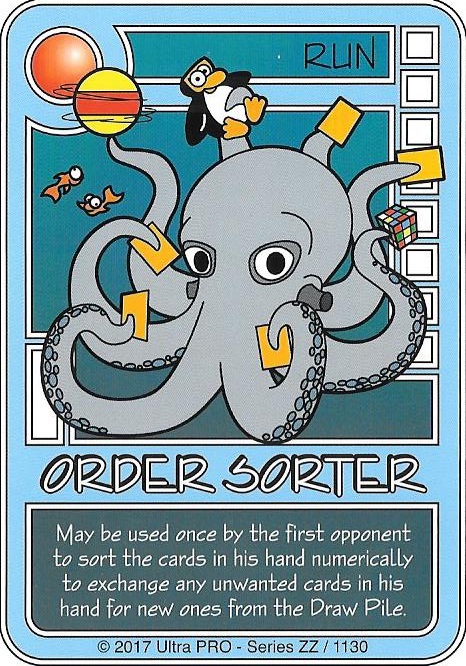 RUN
ORDER SORTER
May be used once by the first opponent
to sort the cards in his hand numerically
to exchange any unwanted cards in his
hand for new ones from the Draw Pile.
© 2017 Ultra PRO - Series ZZ / 1130